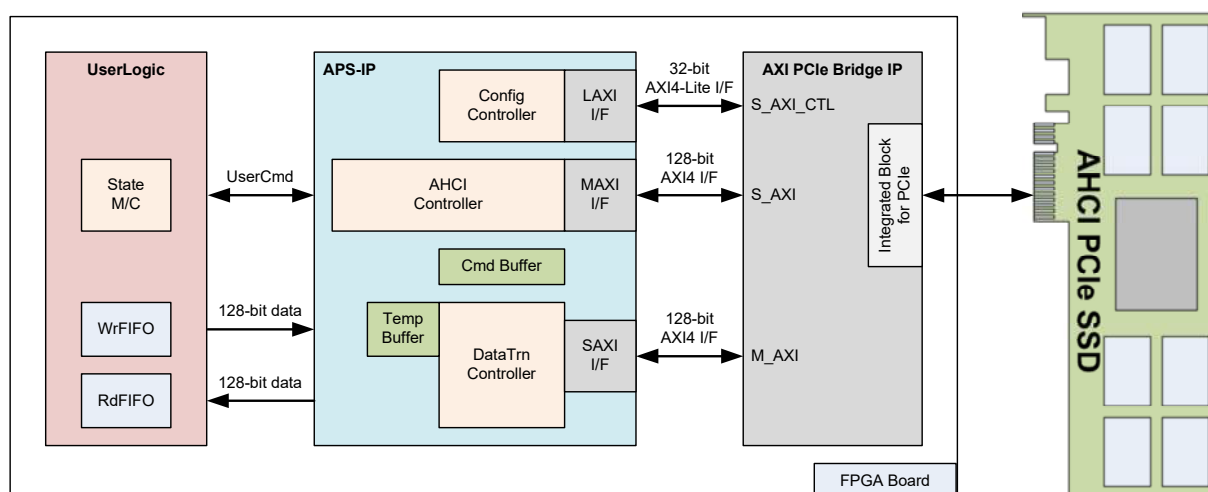 UserLogic
State
M/C
WrFIFO
RdFIFO
UserCmd
128-bit data
128-bit data
APS-IP
Config
Controller
LAXI
I/F
AHCI
Controller
MAXI
I/F
Cmd Buffer
Temp
Buffer
DataTrn
Controller
SAXI
I/F
32-bit
AXI4-Lite I/F
128-bit
AXI4 I/F
128-bit
AXI4 I/F
AXI PCIe Bridge IP
S_AXI_CTL
S_AXI
M_AXI
Integrated Block
for PCIe
FPGA Board
AHCI PCIe SSD